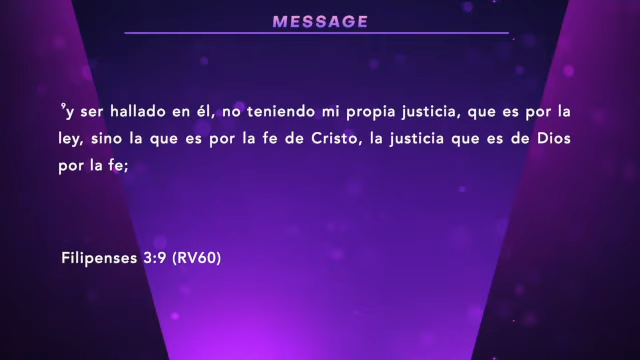 MESSAGE
⁹y ser hallado en él, no teniendo mi propia justicia, que es por la
ley, sino la que es por la fe de Cristo, la justicia que es de Dios
por la fe;
Filipenses 3:9 (RV60)